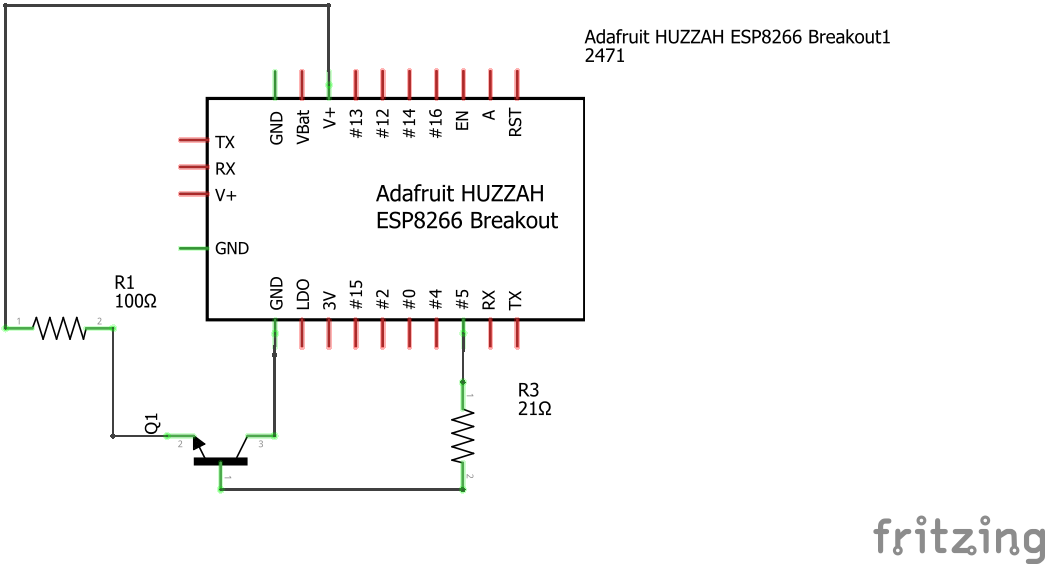 Adafruit HUZZAH ESP8266 Breakout1
2471
GND
VBat
V+
#13
#12
#14
#16
EN
A
RST
TX
RX
V+
GND
Adafruit HUZZAH
ESP8266 Breakout
GND
LDO
3V
#15
#2
#0
#4
#5
RX
TX
R1
100Ω
1
2
R3
21Ω
1
2
Q1
2
3
1
fritzing